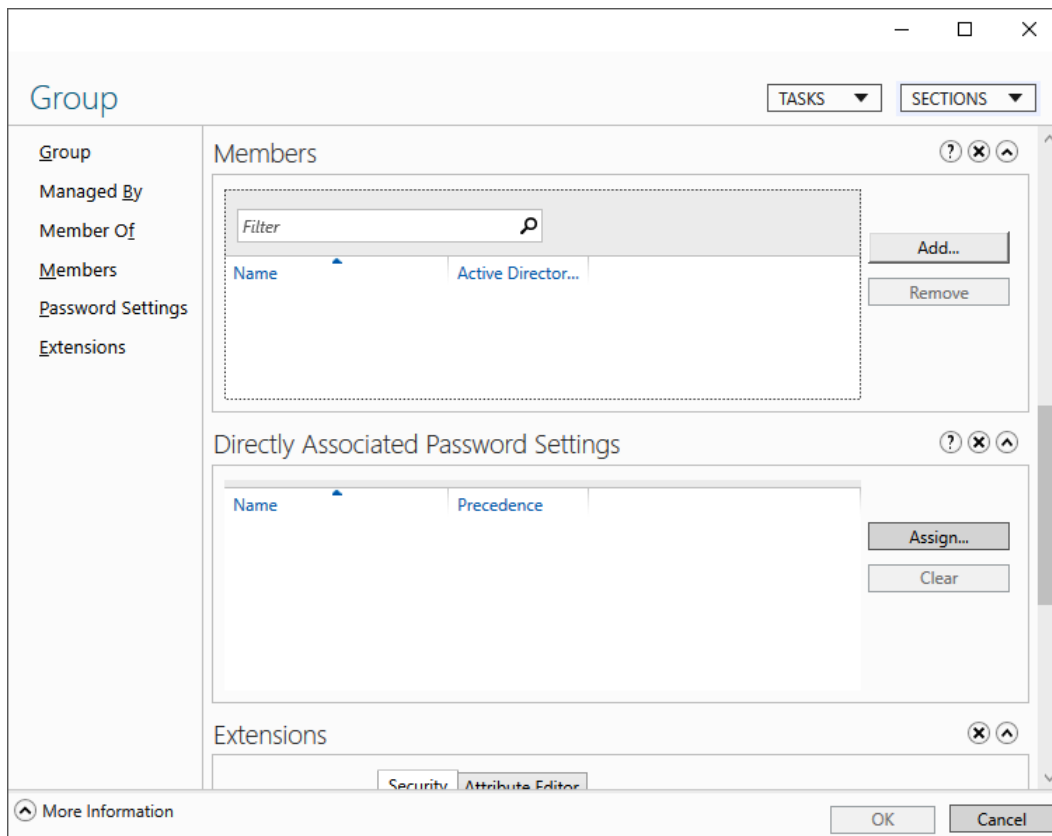 Group
TASKS
SECTIONS
Group
Managed By
Member Of
Members
Password Settings
Extensions
Members
Filter
Name
Active Director...
Add...
Remove
Directly Associated Password Settings
Name
Precedence
Assign...
Clear
Extensions
Security
Attribute Editor
More Information
OK
Cancel